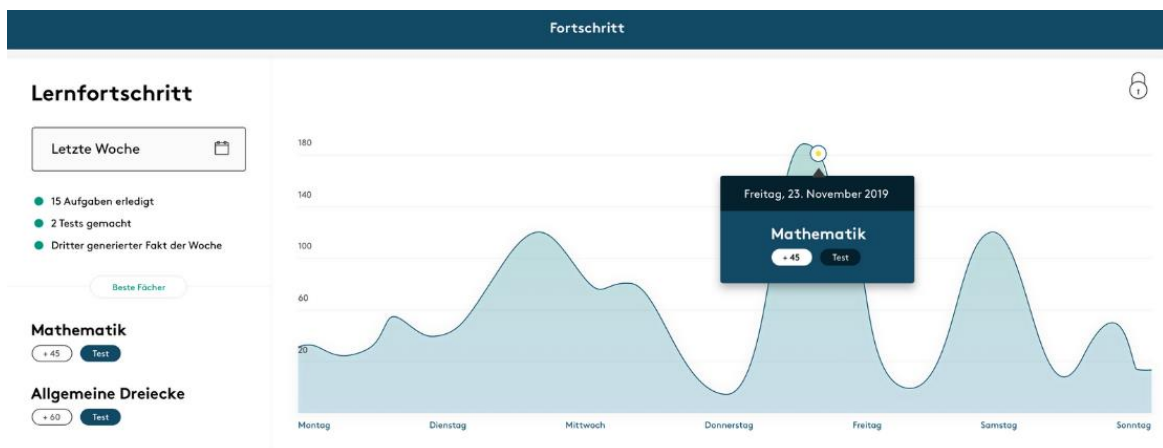 Fortschritt
Lernfortschritt
Letzte Woche
15 Aufgaben erledigt
2 Tests gemacht
Dritter generierter Fakt der Woche
Beste Fächer
Mathematik
+ 45 Test
Allgemeine Dreiecke
+ 60 Test
180
140
100
60
20
Freitag, 23. November 2019
Mathematik
+ 45 Test
Montag Dienstag Mittwoch Donnerstag Freitag Samstag Sonntag